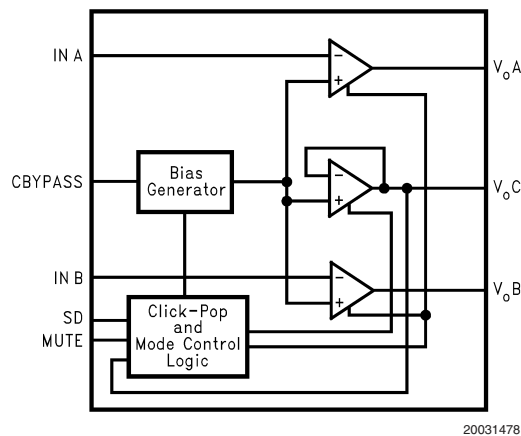 IN A
VoA
CBYPASS
Bias
Generator
VoC
IN B
VoB
SD
MUTE
Click-Pop
and
Mode Control
Logic
-
+
-
+
-
+
20031478